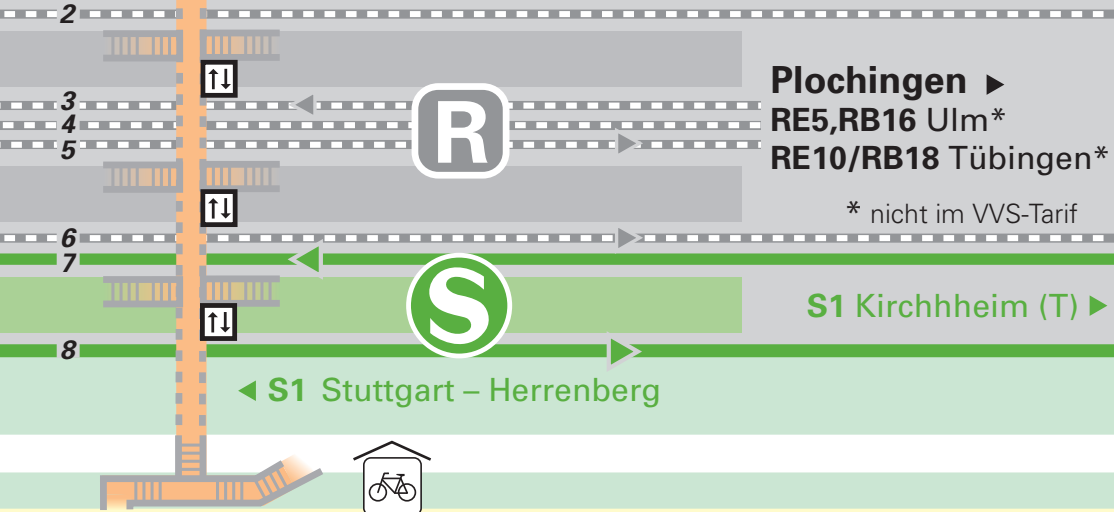 2
3
4
5
R
Plochingen
RE5,RB16 Ulm*
RE10/RB18 Tübingen*
* nicht im VVS-Tarif
6
7
S
S1 Kirchhheim (T)
8
S1 Stuttgart – Herrenberg